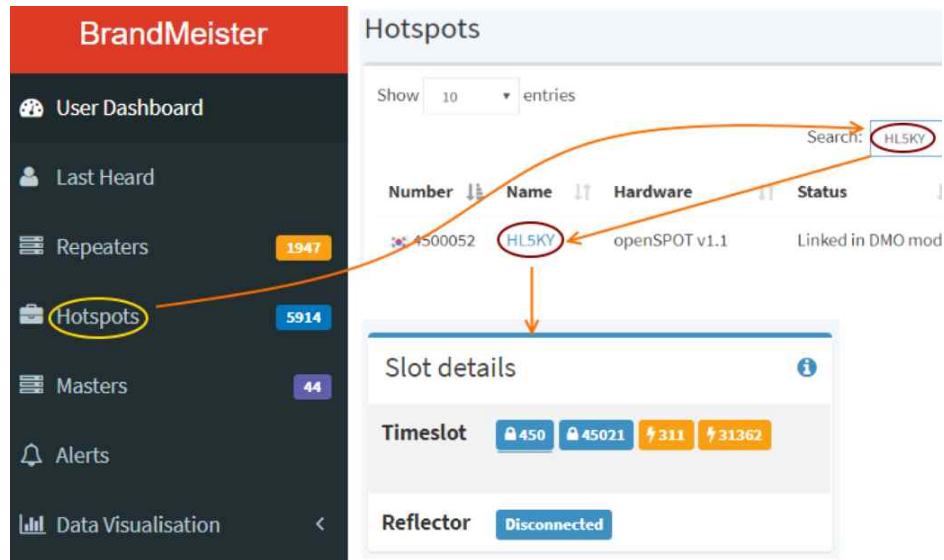 BrandMeister
User Dashboard
Last Heard
Repeaters 1947
Hotspots 5914
Masters 44
Alerts
Data Visualisation
Hotspots
Show 10 entries
Search: HL5KY
Number Name Hardware Status
4500052 HL5KY openSPOT v1.1 Linked in DMO mod
Slot details
Timeslot 450 45021 311 31362
Reflector Disconnected